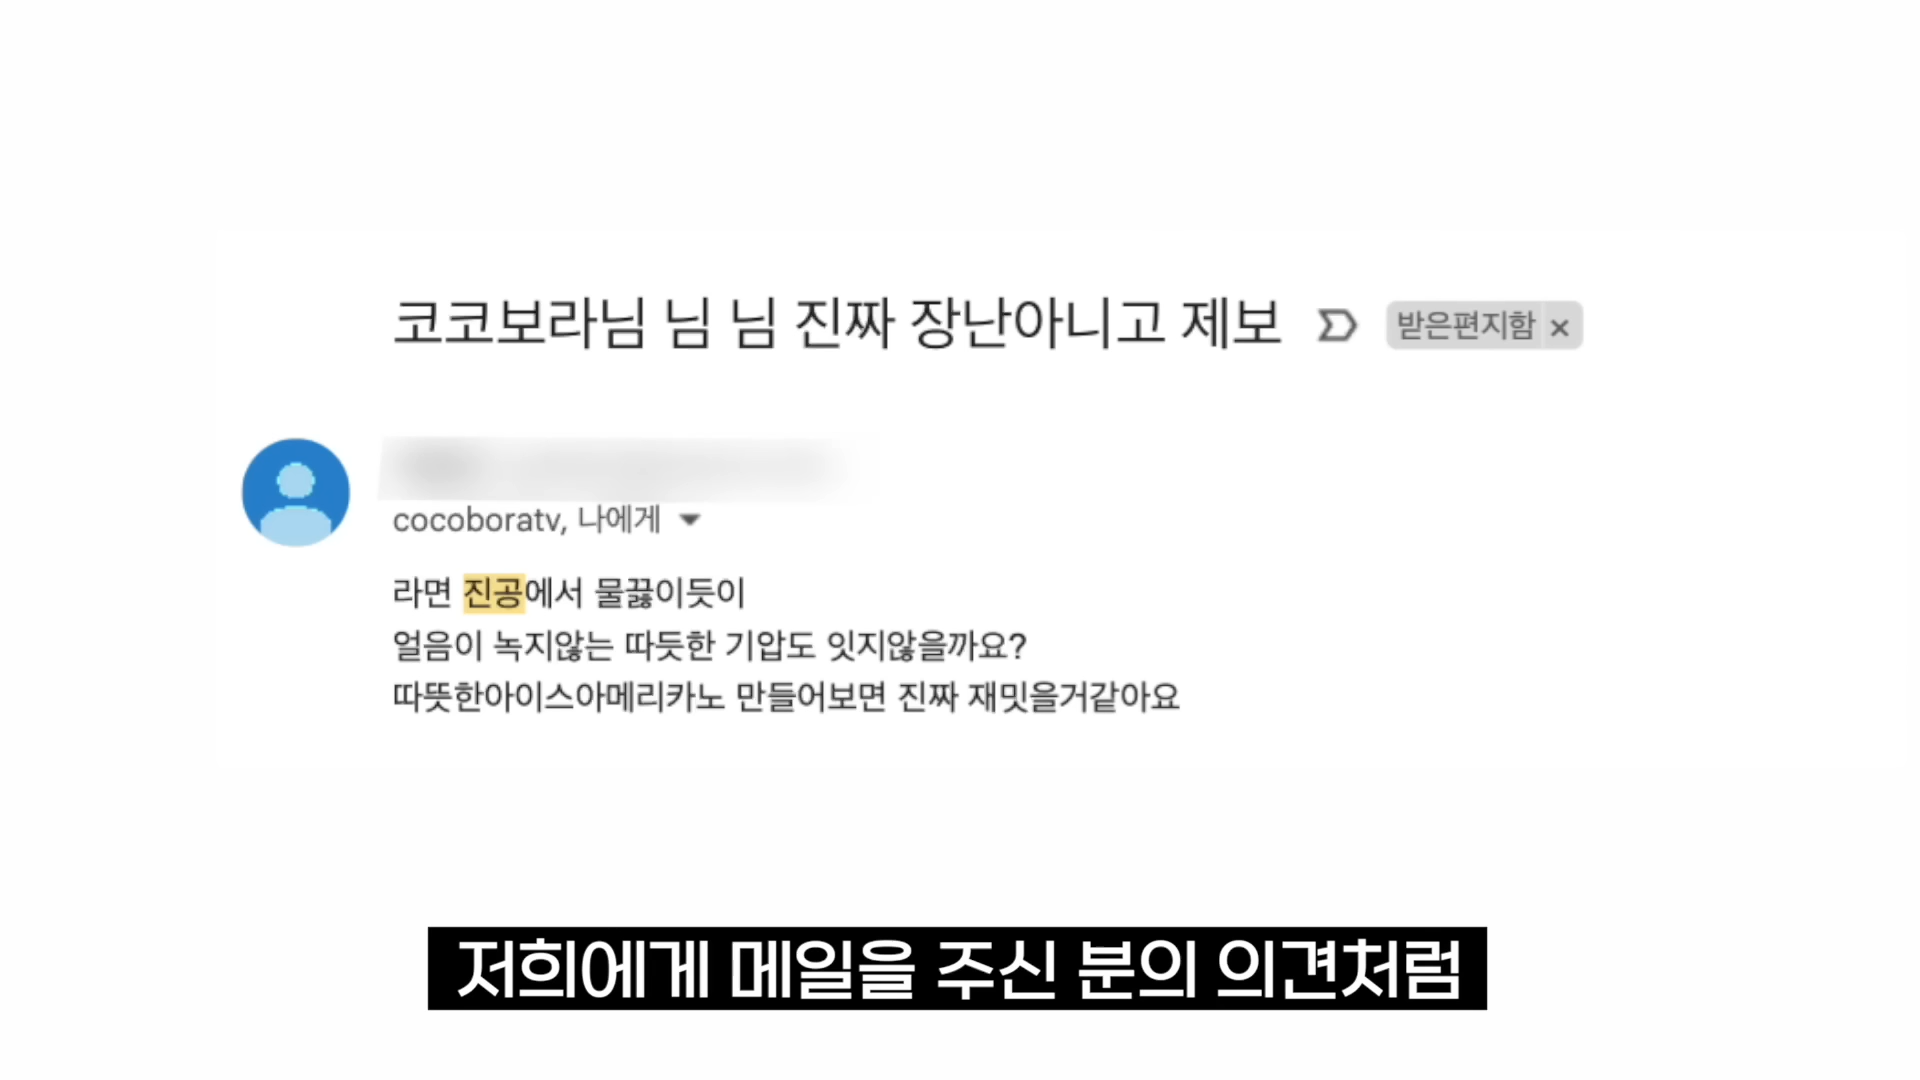 코코보라님 님 님 진짜 장난아니고 제보
받은편지함 ×
cocoboratv, 나에게
라면 진공에서 물끓이듯이
얼음이 녹지않는 따듯한 기압도 잇지않을까요?
따뜻한아이스아메리카노 만들어보면 진짜 재밋을거같아요
저희에게 메일을 주신 분의 의견처럼